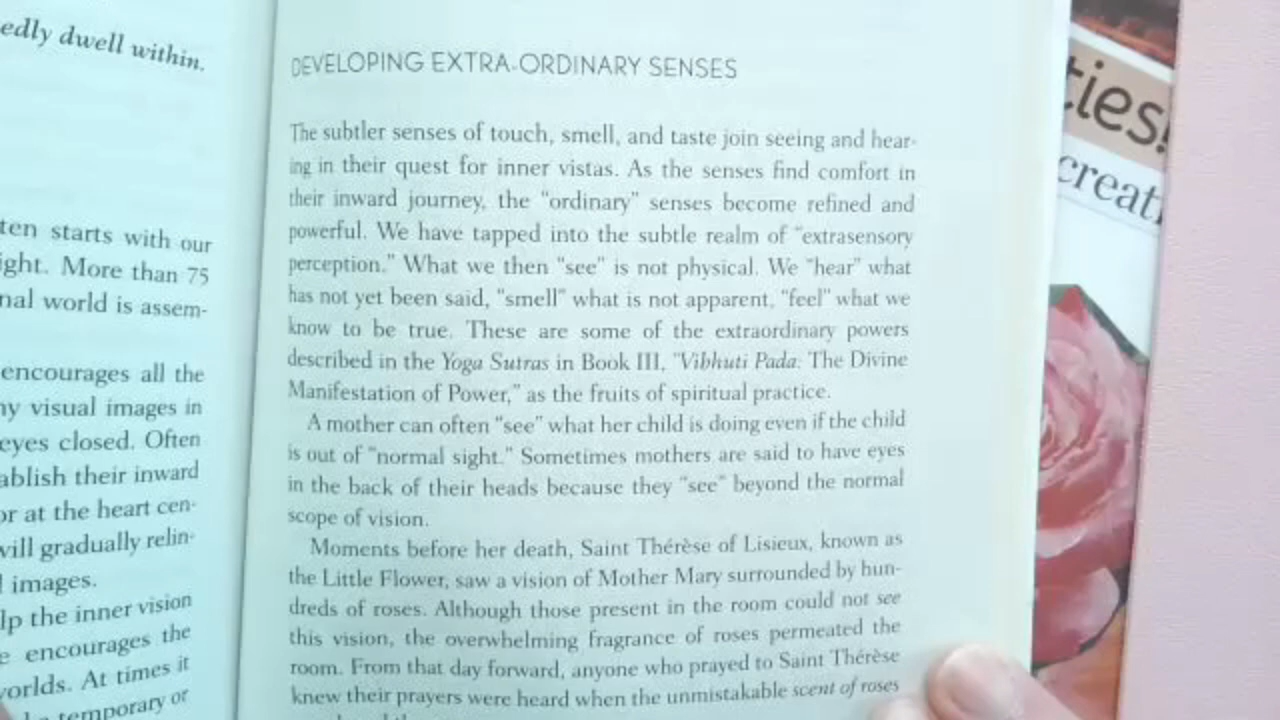 edly dwell within.
ten starts with our
ight. More than 75
nal world is assem-
encourages all the
ny visual images in
eyes closed. Often
ablish their inward
or at the heart cen-
will gradually relin-
l images.
lp the inner vision
e encourages the
worlds. At times it
temporary or
DEVELOPING EXTRA-ORDINARY SENSES
The subtler senses of touch, smell, and taste join seeing and hear-
ing in their quest for inner vistas. As the senses find comfort in
their inward journey, the "ordinary" senses become refined and
powerful. We have tapped into the subtle realm of "extrasensory
perception." What we then "see" is not physical. We "hear" what
has not yet been said, "smell" what is not apparent, "feel" what we
know to be true. These are some of the extraordinary powers
described in the Yoga Sutras in Book III, "Vibhuti Pada: The Divine
Manifestation of Power," as the fruits of spiritual practice.
A mother can often "see" what her child is doing even if the child
is out of "normal sight." Sometimes mothers are said to have eyes
in the back of their heads because they "see" beyond the normal
scope of vision.
Moments before her death, Saint Thérèse of Lisieux, known as
the Little Flower, saw a vision of Mother Mary surrounded by hun-
dreds of roses. Although those present in the room could not see
this vision, the overwhelming fragrance of roses permeated the
room. From that day forward, anyone who prayed to Saint Thérèse
knew their prayers were heard when the unmistakable scent of roses
ties!
creati